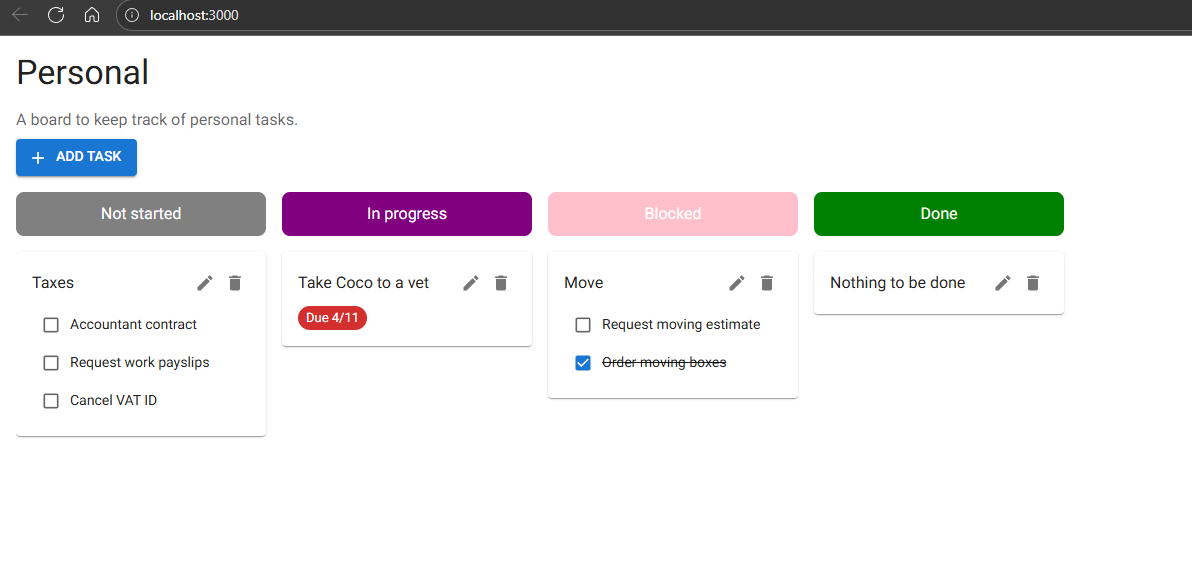 localhost:3000
Personal
A board to keep track of personal tasks.
ADD TASK
Not started
In progress
Blocked
Done
Taxes
Accountant contract
Request work payslips
Cancel VAT ID
Take Coco to a vet
Due 4/11
Move
Request moving estimate
Order moving boxes
Nothing to be done